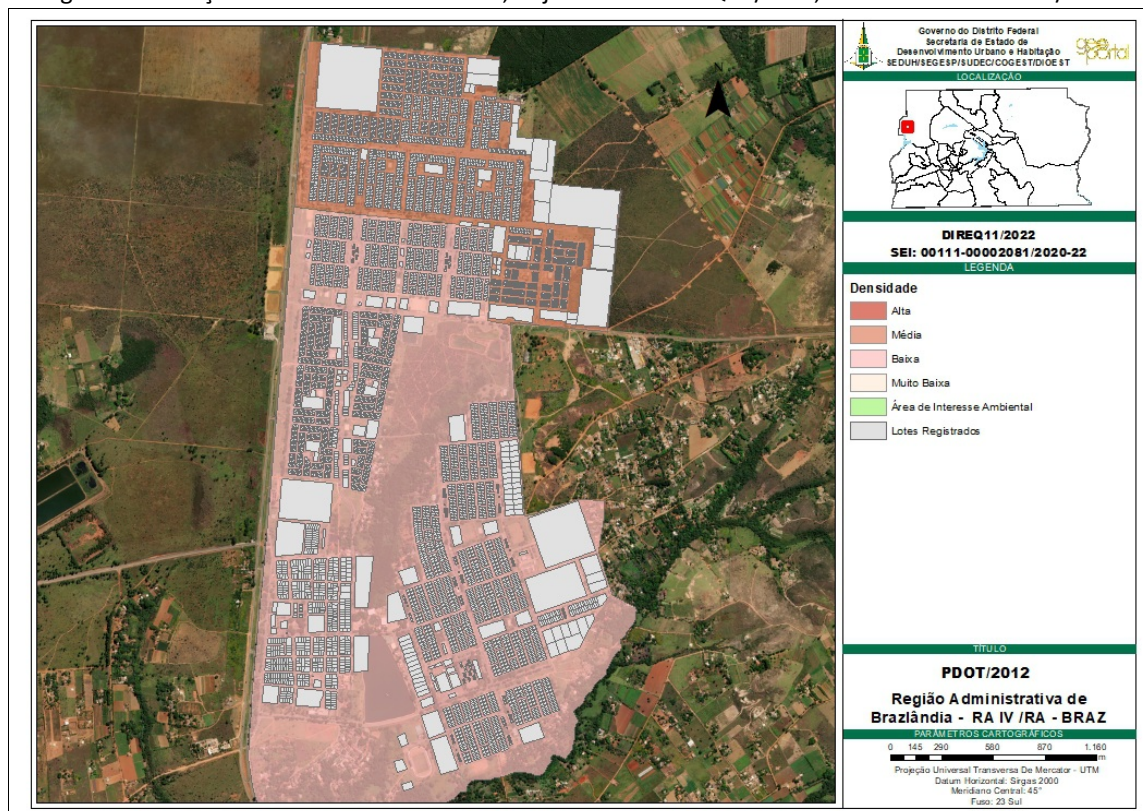 Governo do Distrito Federal
Secretaria de Estado de
Desenvolvimento Urbano e Habitação
SEDUH/SEGESP/SUDEC/COGEST/DIOEST
geo
portal
LOCALIZAÇÃO
DIREQ11/2022
SEI: 00111-00002081/2020-22
LEGENDA
Densidade
Alta
Média
Baixa
Muito Baixa
Área de Interesse Ambiental
Lotes Registrados
TÍTULO
PDOT/2012
Região Administrativa de
Brazlândia - RA IV /RA - BRAZ
PARÂMETROS CARTOGRÁFICOS
0 145 290 580 870 1.160
m
Projeção Universal Transversa De Mercator - UTM
Datum Horizontal: Sirgas 2000
Meridiano Central: 45°
Fuso: 23 Sul